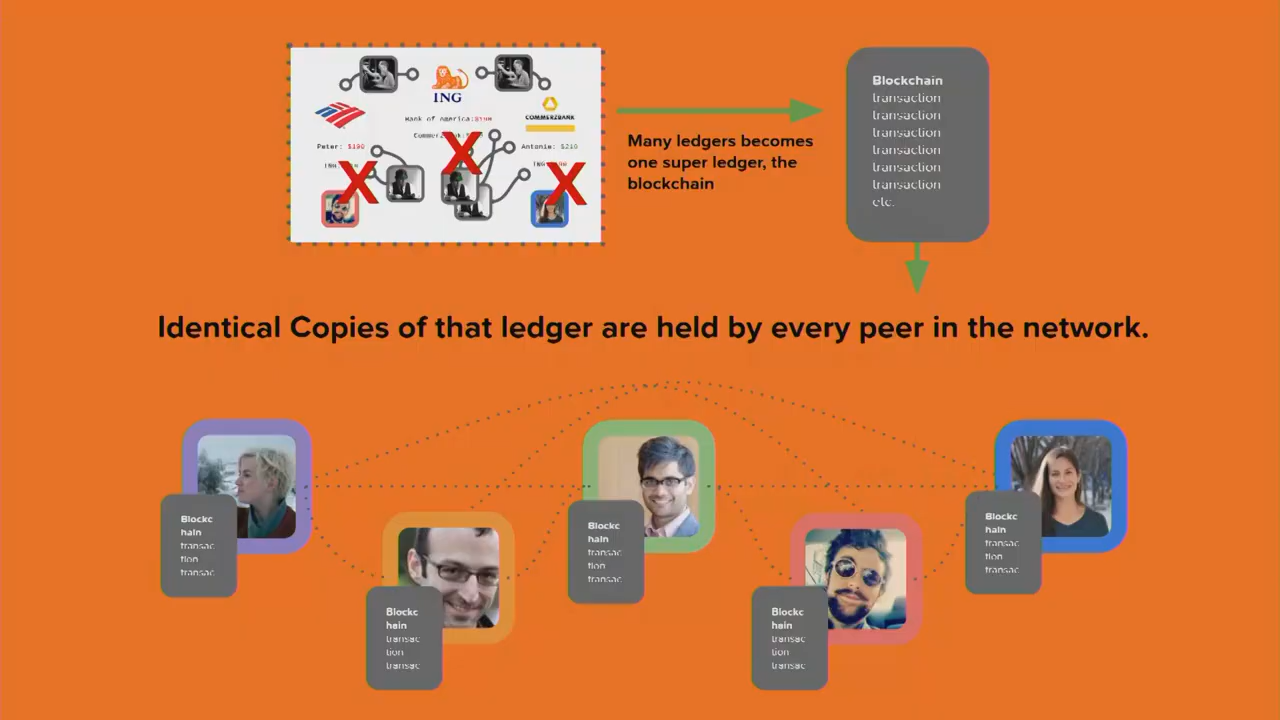 ING
Bank of America:$190
COMMERZBANK
Peter: $190
Antonie: $210
X
X
X
Many ledgers becomes
one super ledger, the
blockchain
Blockchain
transaction
transaction
transaction
transaction
transaction
transaction
etc.
Identical Copies of that ledger are held by every peer in the network.
Blockc
hain
transac
tion
transac
Blockc
hain
transac
tion
transac
Blockc
hain
transac
tion
transac
Blockc
hain
transac
tion
transac
Blockc
hain
transac
tion
transac